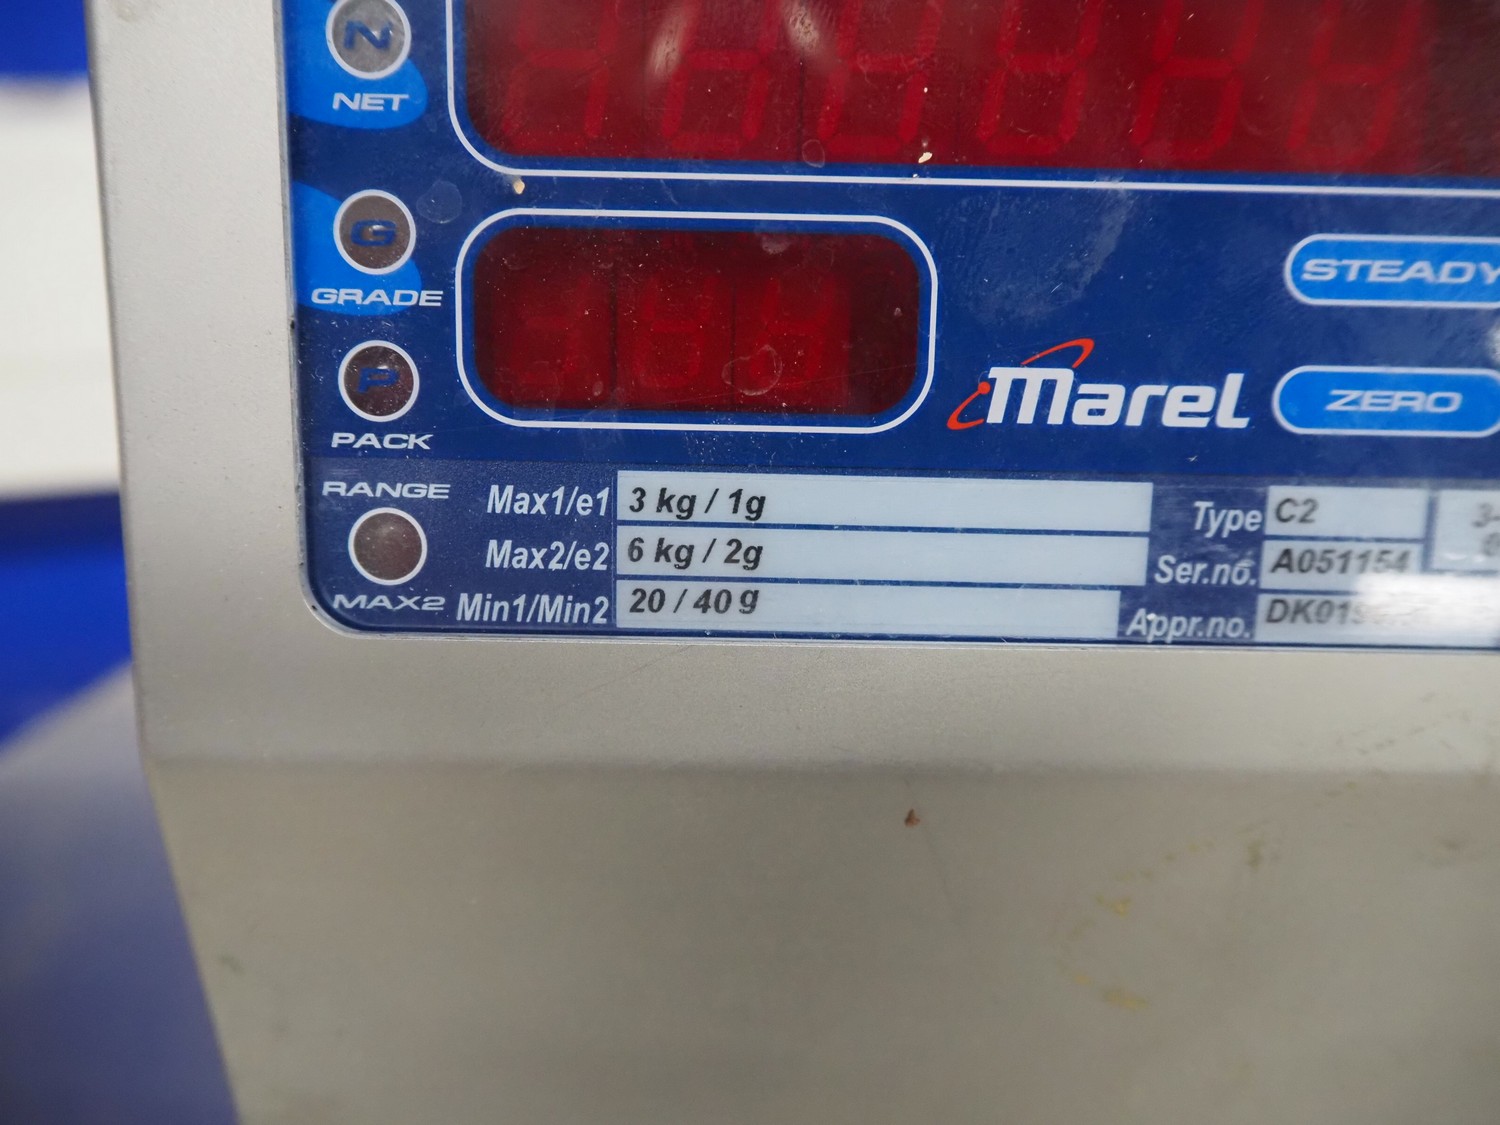 N
NET
G
GRADE
STEADY
P
PACK
marel
ZERO
RANGE
MAX2
Max1/e1 3 kg / 1g
Max2/e2 6 kg / 2g
Min1/Min2 20 / 40 g
Type C2
Ser.no. A051154
Appr.no.